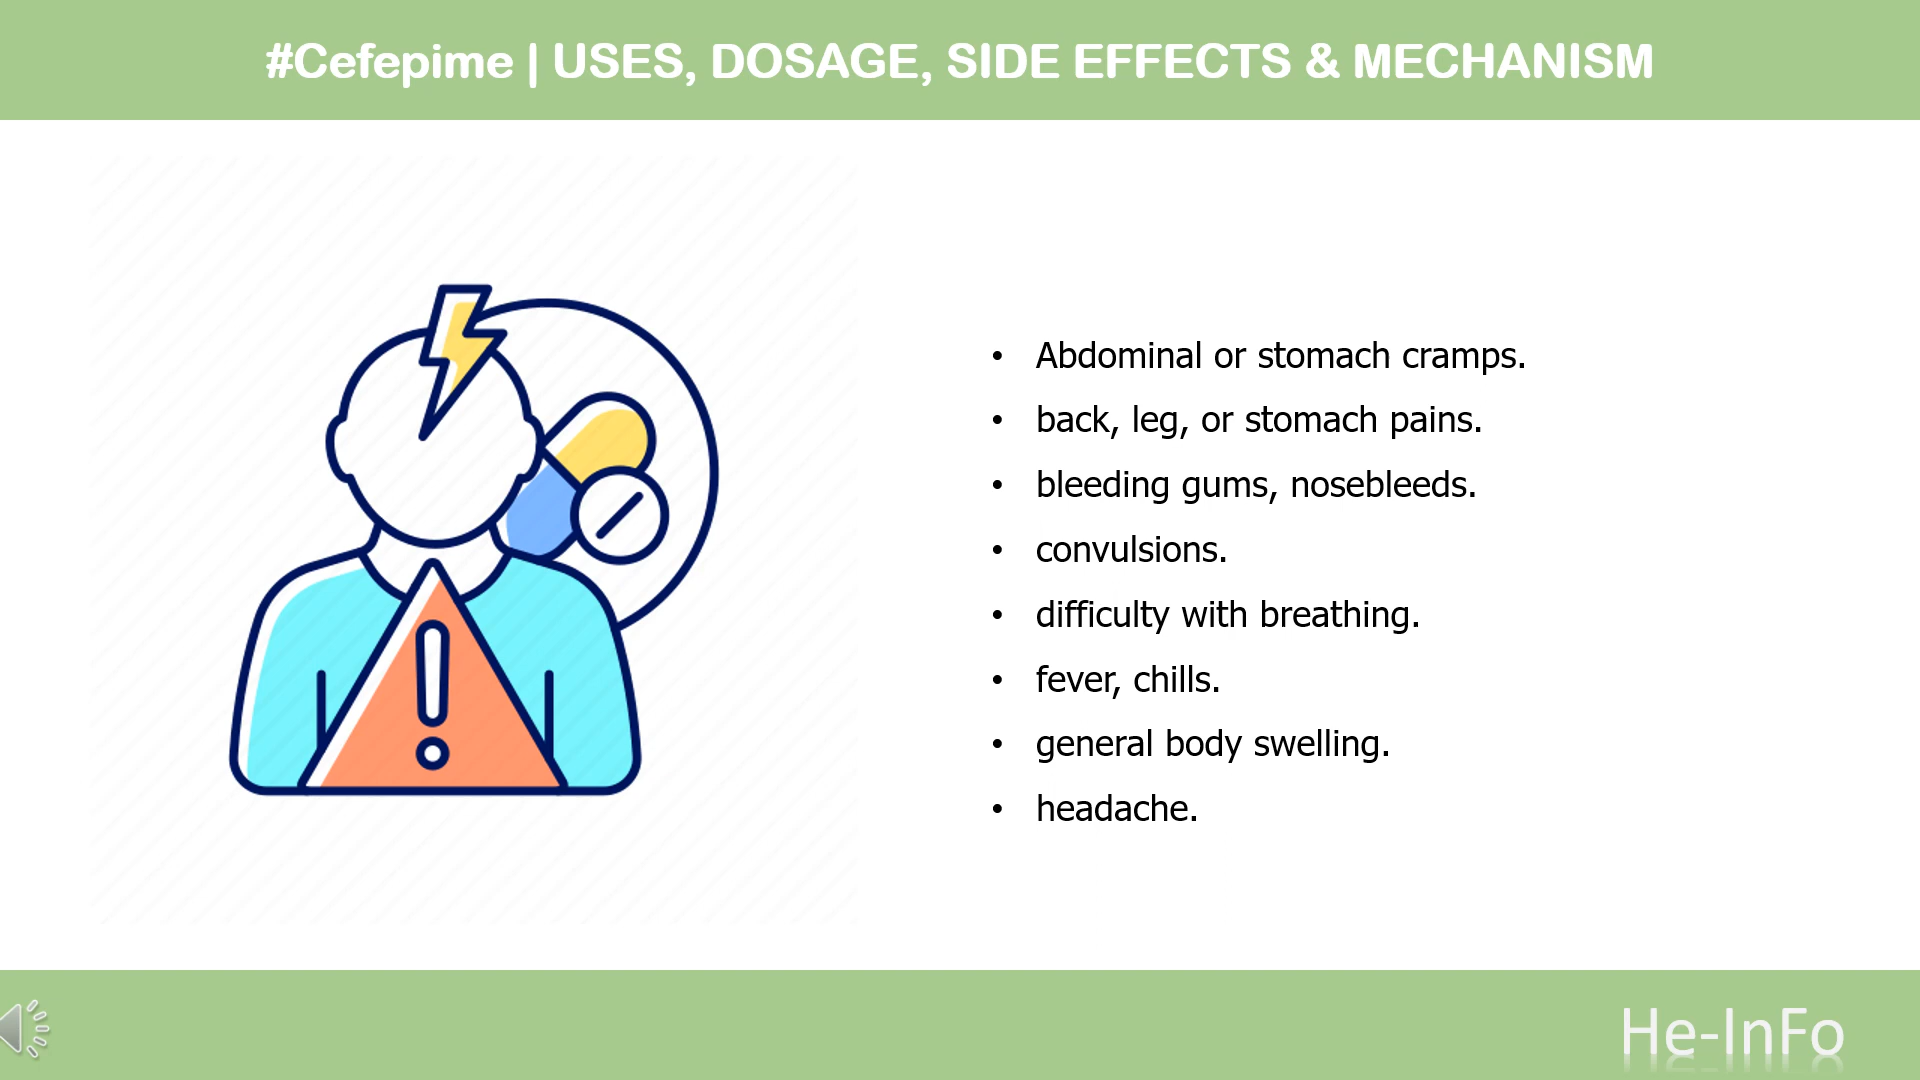 #Cefepime | USES, DOSAGE, SIDE EFFECTS & MECHANISM
• Abdominal or stomach cramps.
• back, leg, or stomach pains.
• bleeding gums, nosebleeds.
• convulsions.
• difficulty with breathing.
• fever, chills.
• general body swelling.
• headache.
He-InFo